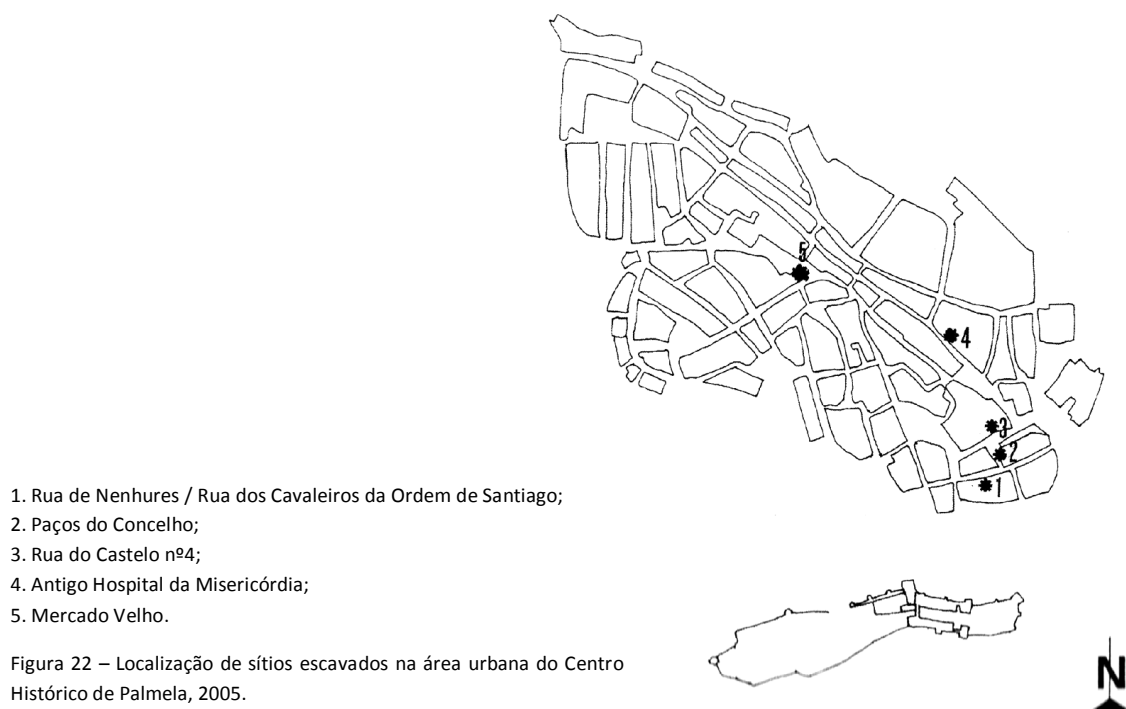 5
4
3
2
1
1. Rua de Nenhures / Rua dos Cavaleiros da Ordem de Santiago;
2. Paços do Concelho;
3. Rua do Castelo nº4;
4. Antigo Hospital da Misericórdia;
5. Mercado Velho.
Figura 22 – Localização de sítios escavados na área urbana do Centro
Histórico de Palmela, 2005.
N